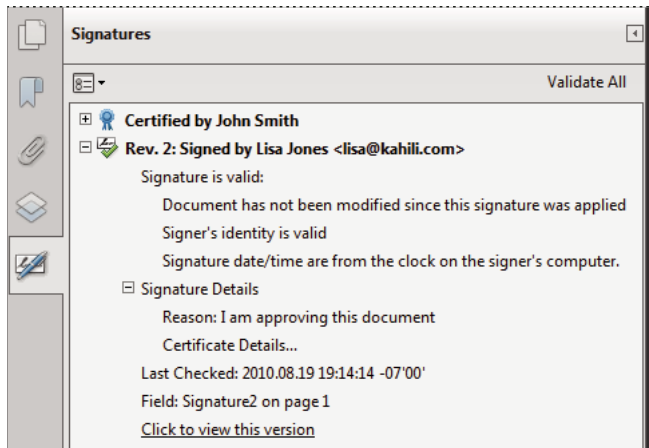 Signatures
Validate All
Certified by John Smith
Rev. 2: Signed by Lisa Jones <lisa@kahili.com>
Signature is valid:
Document has not been modified since this signature was applied
Signer's identity is valid
Signature date/time are from the clock on the signer's computer.
Signature Details
Reason: I am approving this document
Certificate Details...
Last Checked: 2010.08.19 19:14:14 -07'00'
Field: Signature2 on page 1
Click to view this version